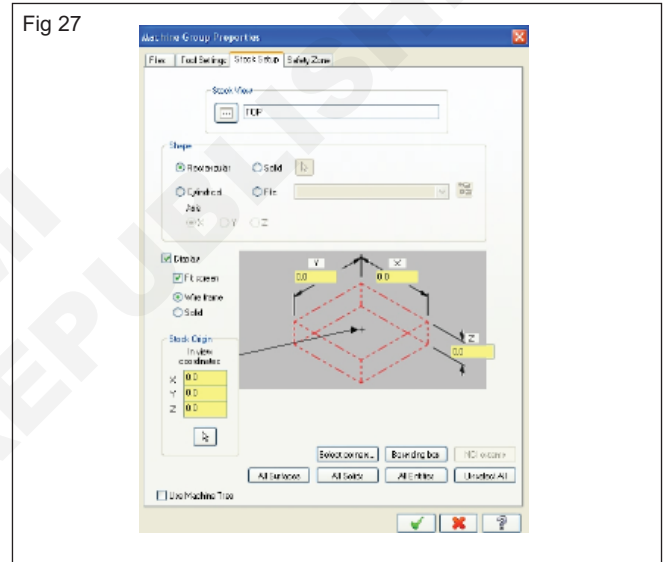 Fig 27
Machine Group Properties
Files Tool Settings Stock Setup Safety Zone
Stock View
TOP
Shape
Rectangular Solid
Cylindrical File
Axis
X Y Z
Display
Fit screen
Wire frame
Solid
Y X
0.0 0.0
Z
0.0
Stock Origin
In view
coordinates
X 0.0
Y 0.0
Z 0.0
Select corners... Bounding box NCI extents
All Surfaces All Solids All Entities Unselect All
Use Machine Tree
?